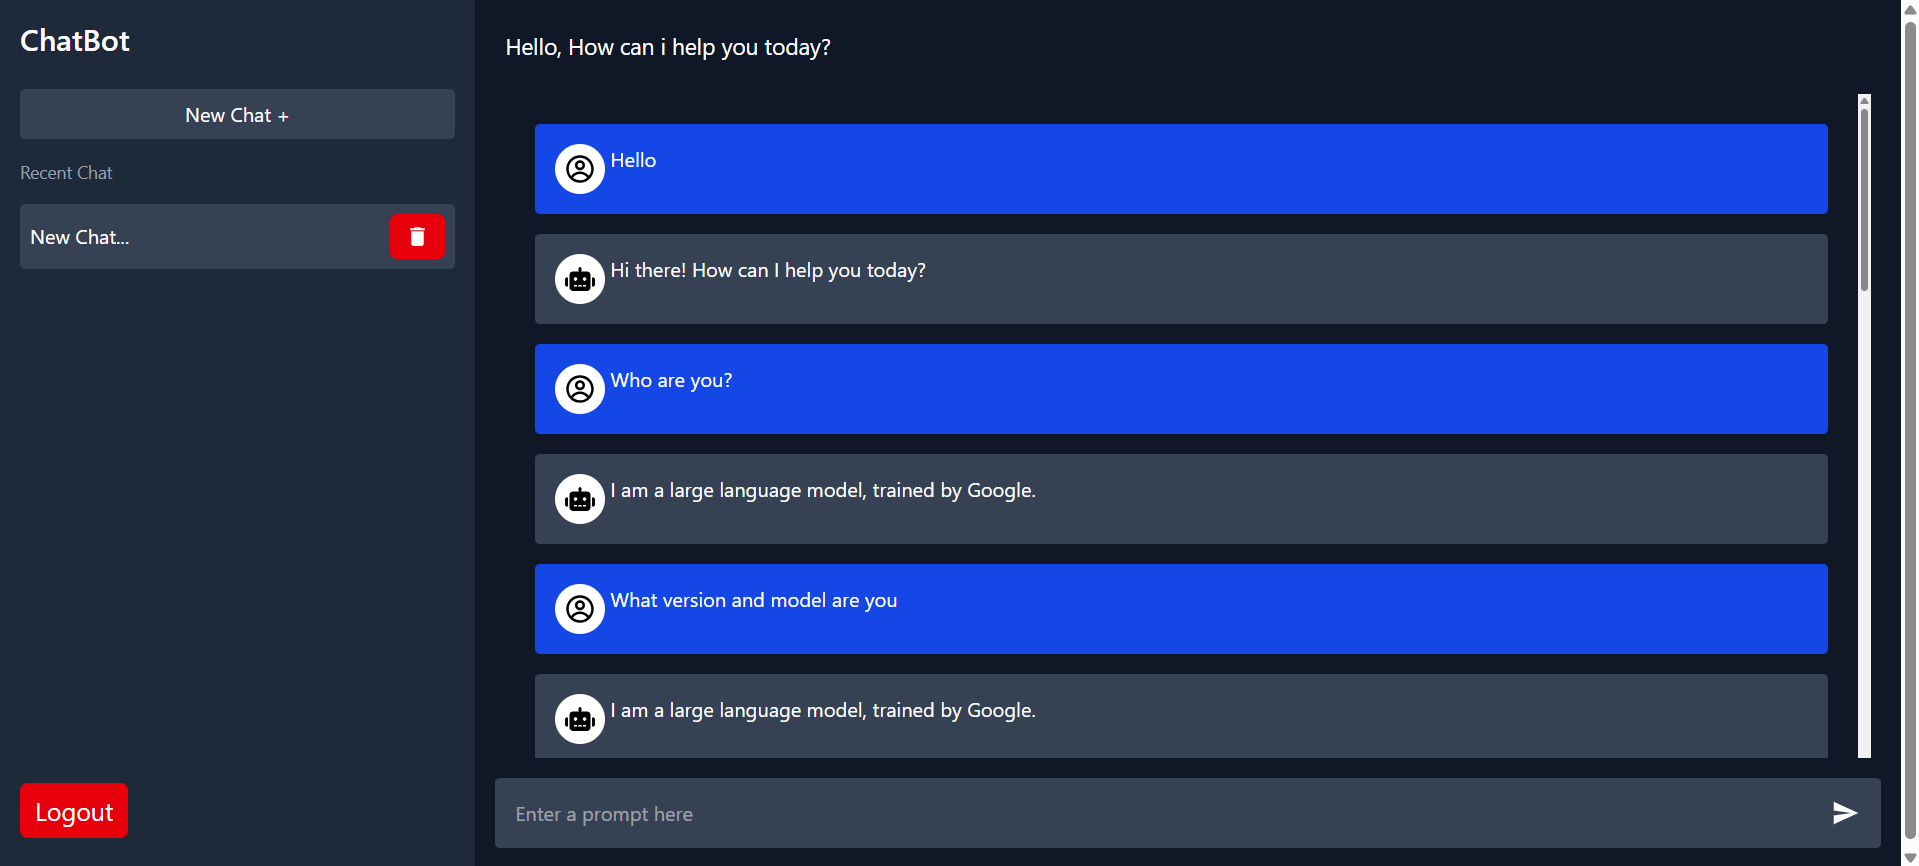 ChatBot
New Chat +
Recent Chat
New Chat...
Logout
Hello, How can i help you today?
Hello
Hi there! How can I help you today?
Who are you?
I am a large language model, trained by Google.
What version and model are you
I am a large language model, trained by Google.
Enter a prompt here